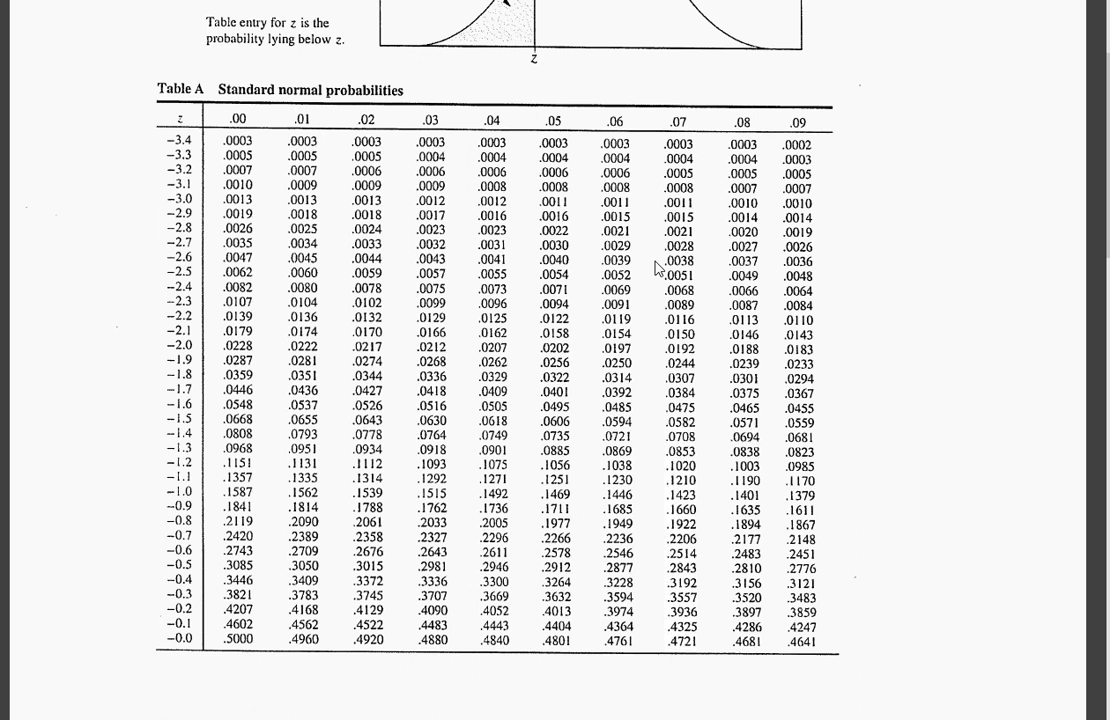 Table entry for z is the
probability lying below z.
z
Table A Standard normal probabilities
z .00 .01 .02 .03 .04 .05 .06 .07 .08 .09
−3.4 .0003 .0003 .0003 .0003 .0003 .0003 .0003 .0003 .0003 .0002
−3.3 .0005 .0005 .0005 .0004 .0004 .0004 .0004 .0004 .0004 .0003
−3.2 .0007 .0007 .0006 .0006 .0006 .0006 .0006 .0005 .0005 .0005
−3.1 .0010 .0009 .0009 .0009 .0008 .0008 .0008 .0008 .0007 .0007
−3.0 .0013 .0013 .0013 .0012 .0012 .0011 .0011 .0011 .0010 .0010
−2.9 .0019 .0018 .0018 .0017 .0016 .0016 .0015 .0015 .0014 .0014
−2.8 .0026 .0025 .0024 .0023 .0023 .0022 .0021 .0021 .0020 .0019
−2.7 .0035 .0034 .0033 .0032 .0031 .0030 .0029 .0028 .0027 .0026
−2.6 .0047 .0045 .0044 .0043 .0041 .0040 .0039 .0038 .0037 .0036
−2.5 .0062 .0060 .0059 .0057 .0055 .0054 .0052 .0051 .0049 .0048
−2.4 .0082 .0080 .0078 .0075 .0073 .0071 .0069 .0068 .0066 .0064
−2.3 .0107 .0104 .0102 .0099 .0096 .0094 .0091 .0089 .0087 .0084
−2.2 .0139 .0136 .0132 .0129 .0125 .0122 .0119 .0116 .0113 .0110
−2.1 .0179 .0174 .0170 .0166 .0162 .0158 .0154 .0150 .0146 .0143
−2.0 .0228 .0222 .0217 .0212 .0207 .0202 .0197 .0192 .0188 .0183
−1.9 .0287 .0281 .0274 .0268 .0262 .0256 .0250 .0244 .0239 .0233
−1.8 .0359 .0351 .0344 .0336 .0329 .0322 .0314 .0307 .0301 .0294
−1.7 .0446 .0436 .0427 .0418 .0409 .0401 .0392 .0384 .0375 .0367
−1.6 .0548 .0537 .0526 .0516 .0505 .0495 .0485 .0475 .0465 .0455
−1.5 .0668 .0655 .0643 .0630 .0618 .0606 .0594 .0582 .0571 .0559
−1.4 .0808 .0793 .0778 .0764 .0749 .0735 .0721 .0708 .0694 .0681
−1.3 .0968 .0951 .0934 .0918 .0901 .0885 .0869 .0853 .0838 .0823
−1.2 .1151 .1131 .1112 .1093 .1075 .1056 .1038 .1020 .1003 .0985
−1.1 .1357 .1335 .1314 .1292 .1271 .1251 .1230 .1210 .1190 .1170
−1.0 .1587 .1562 .1539 .1515 .1492 .1469 .1446 .1423 .1401 .1379
−0.9 .1841 .1814 .1788 .1762 .1736 .1711 .1685 .1660 .1635 .1611
−0.8 .2119 .2090 .2061 .2033 .2005 .1977 .1949 .1922 .1894 .1867
−0.7 .2420 .2389 .2358 .2327 .2296 .2266 .2236 .2206 .2177 .2148
−0.6 .2743 .2709 .2676 .2643 .2611 .2578 .2546 .2514 .2483 .2451
−0.5 .3085 .3050 .3015 .2981 .2946 .2912 .2877 .2843 .2810 .2776
−0.4 .3446 .3409 .3372 .3336 .3300 .3264 .3228 .3192 .3156 .3121
−0.3 .3821 .3783 .3745 .3707 .3669 .3632 .3594 .3557 .3520 .3483
−0.2 .4207 .4168 .4129 .4090 .4052 .4013 .3974 .3936 .3897 .3859
−0.1 .4602 .4562 .4522 .4483 .4443 .4404 .4364 .4325 .4286 .4247
−0.0 .5000 .4960 .4920 .4880 .4840 .4801 .4761 .4721 .4681 .4641